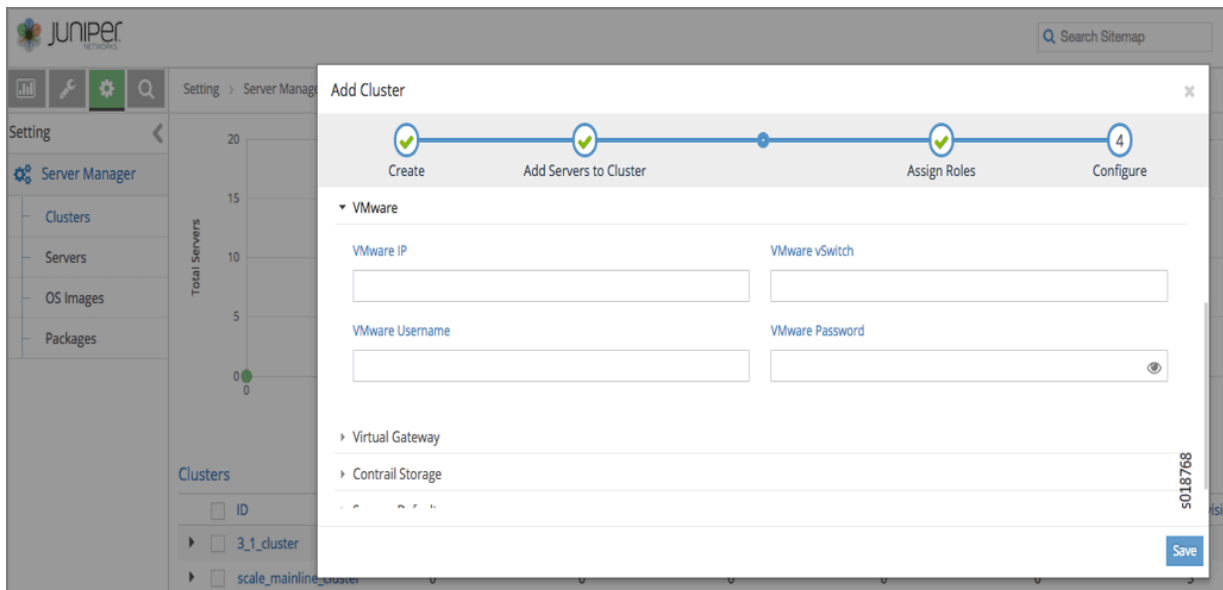 JUNIPER
NETWORKS
Search Sitemap
Setting > Server Manage
Add Cluster
×
Setting
20
4
Create
Add Servers to Cluster
Assign Roles
Configure
Server Manager
15
VMware
Clusters
VMware IP
VMware vSwitch
Total Servers
Servers
10
OS Images
5
VMware Username
VMware Password
Packages
0
0
Virtual Gateway
Clusters
Contrail Storage
s018768
ID
3_1_cluster
Save
scale_mainline_cluster